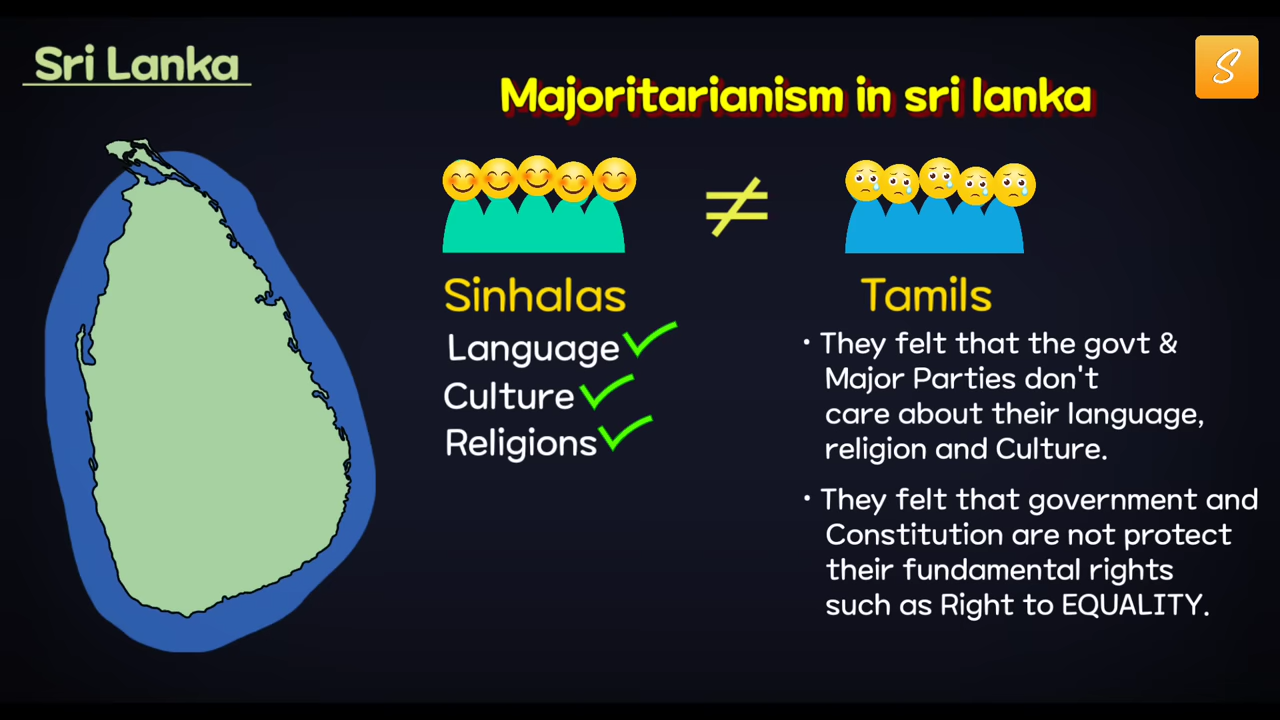 Sri Lanka
S
Majoritarianism in sri lanka
≠
Sinhalas
Language
Culture
Religions
Tamils
• They felt that the govt &
Major Parties don't
care about their language,
religion and Culture.
• They felt that government and
Constitution are not protect
their fundamental rights
such as Right to EQUALITY.